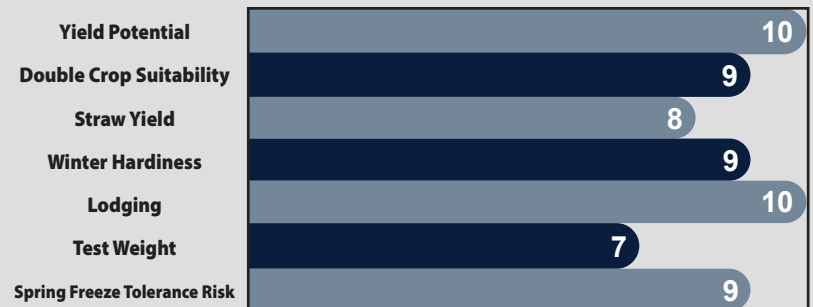 Yield Potential 10
Double Crop Suitability 9
Straw Yield 8
Winter Hardiness 9
Lodging 10
Test Weight 7
Spring Freeze Tolerance Risk 9